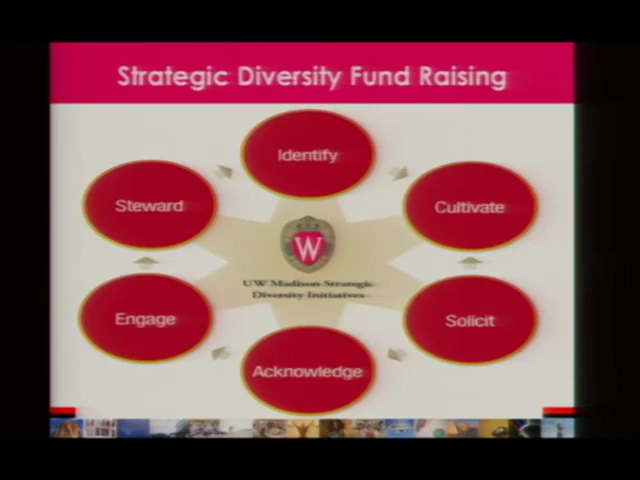 Strategic Diversity Fund Raising
Identify
Steward
Cultivate
W
UW Madison Strategic
Diversity Initiatives
Engage
Solicit
Acknowledge